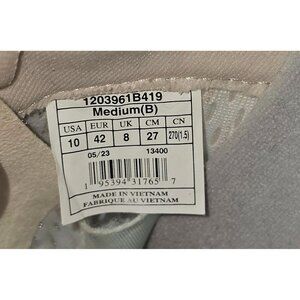 1203961B419
Medium(B)
USA EUR UK CM CN
10 42 8 27 270(1.5)
05/23 13400
1 95394 31765 7
MADE IN VIETNAM
FABRIQUE AU VIETNAM